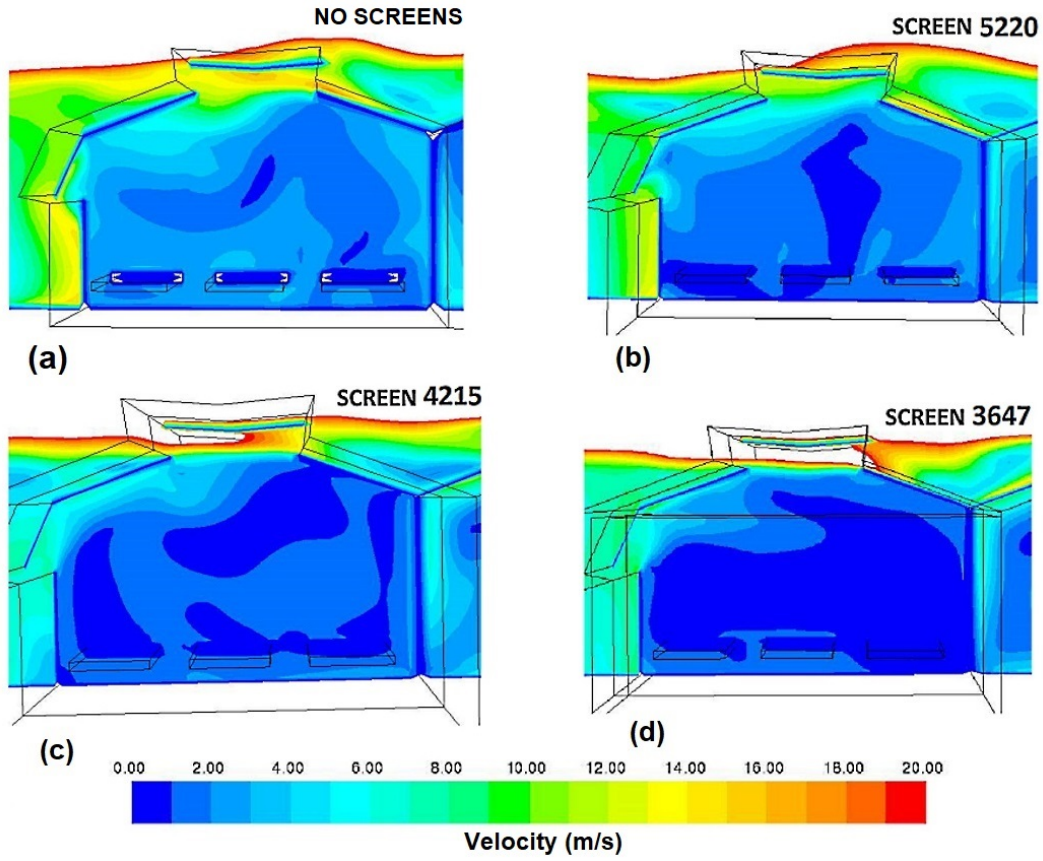 NO SCREENS
SCREEN 5220
(a)
(b)
SCREEN 4215
SCREEN 3647
(c)
(d)
0.00 2.00 4.00 6.00 8.00 10.00 12.00 14.00 16.00 18.00 20.00
Velocity (m/s)